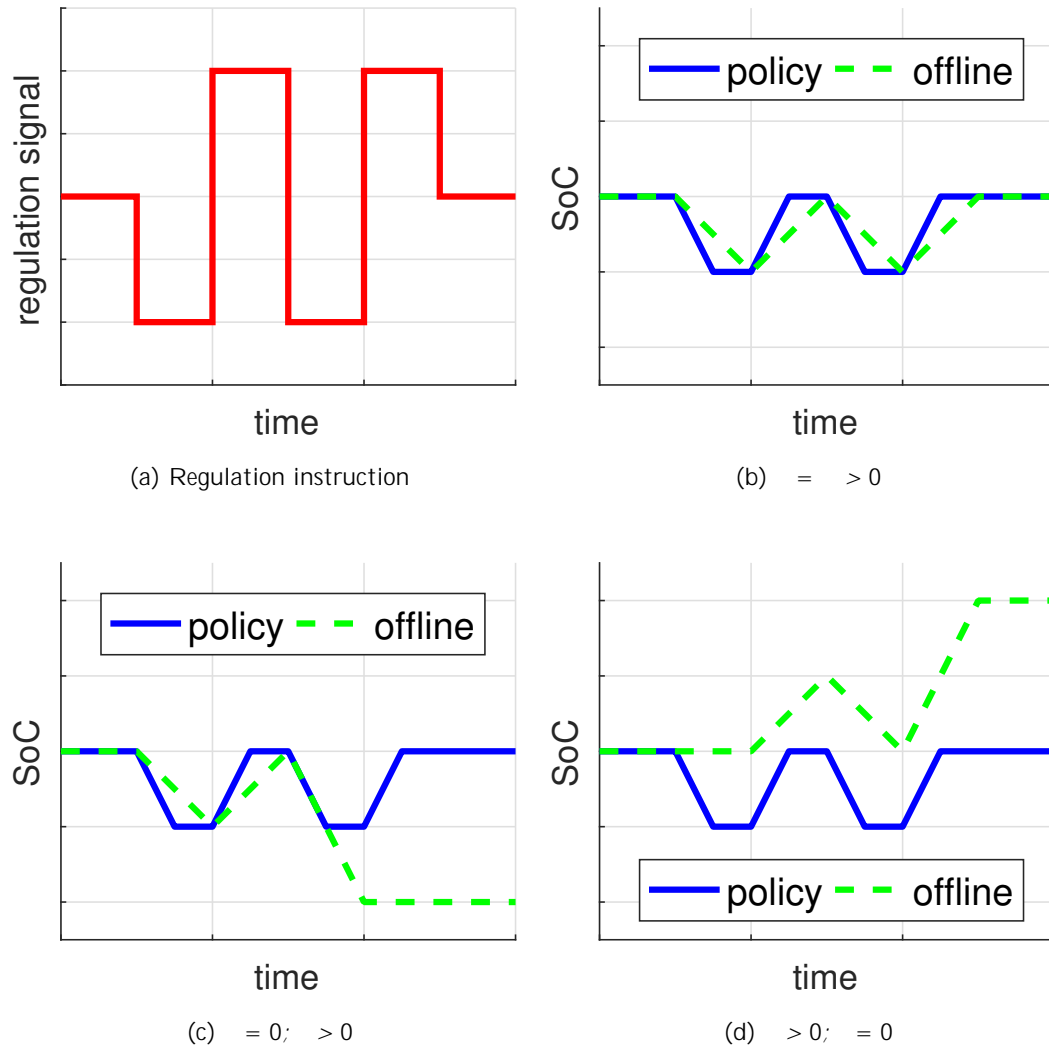 regulation signal
time
(a) Regulation instruction
policy offline
SoC
time
(b) = > 0
policy offline
SoC
time
(c) = 0; > 0
SoC
policy offline
time
(d) > 0; = 0